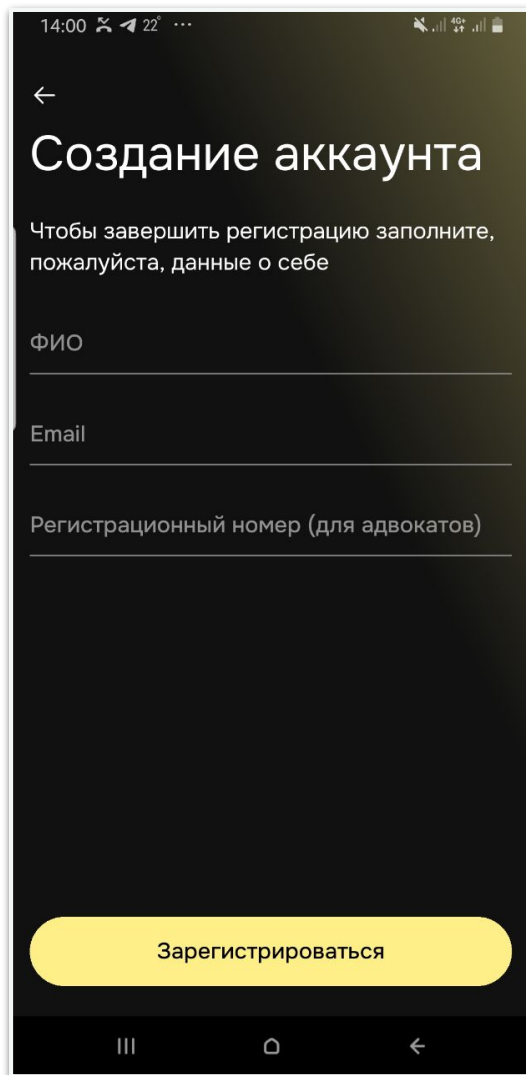 14:00 22° ...
4G+
Создание аккаунта
Чтобы завершить регистрацию заполните,
пожалуйста, данные о себе
ФИО
Email
Регистрационный номер (для адвокатов)
Зарегистрироваться